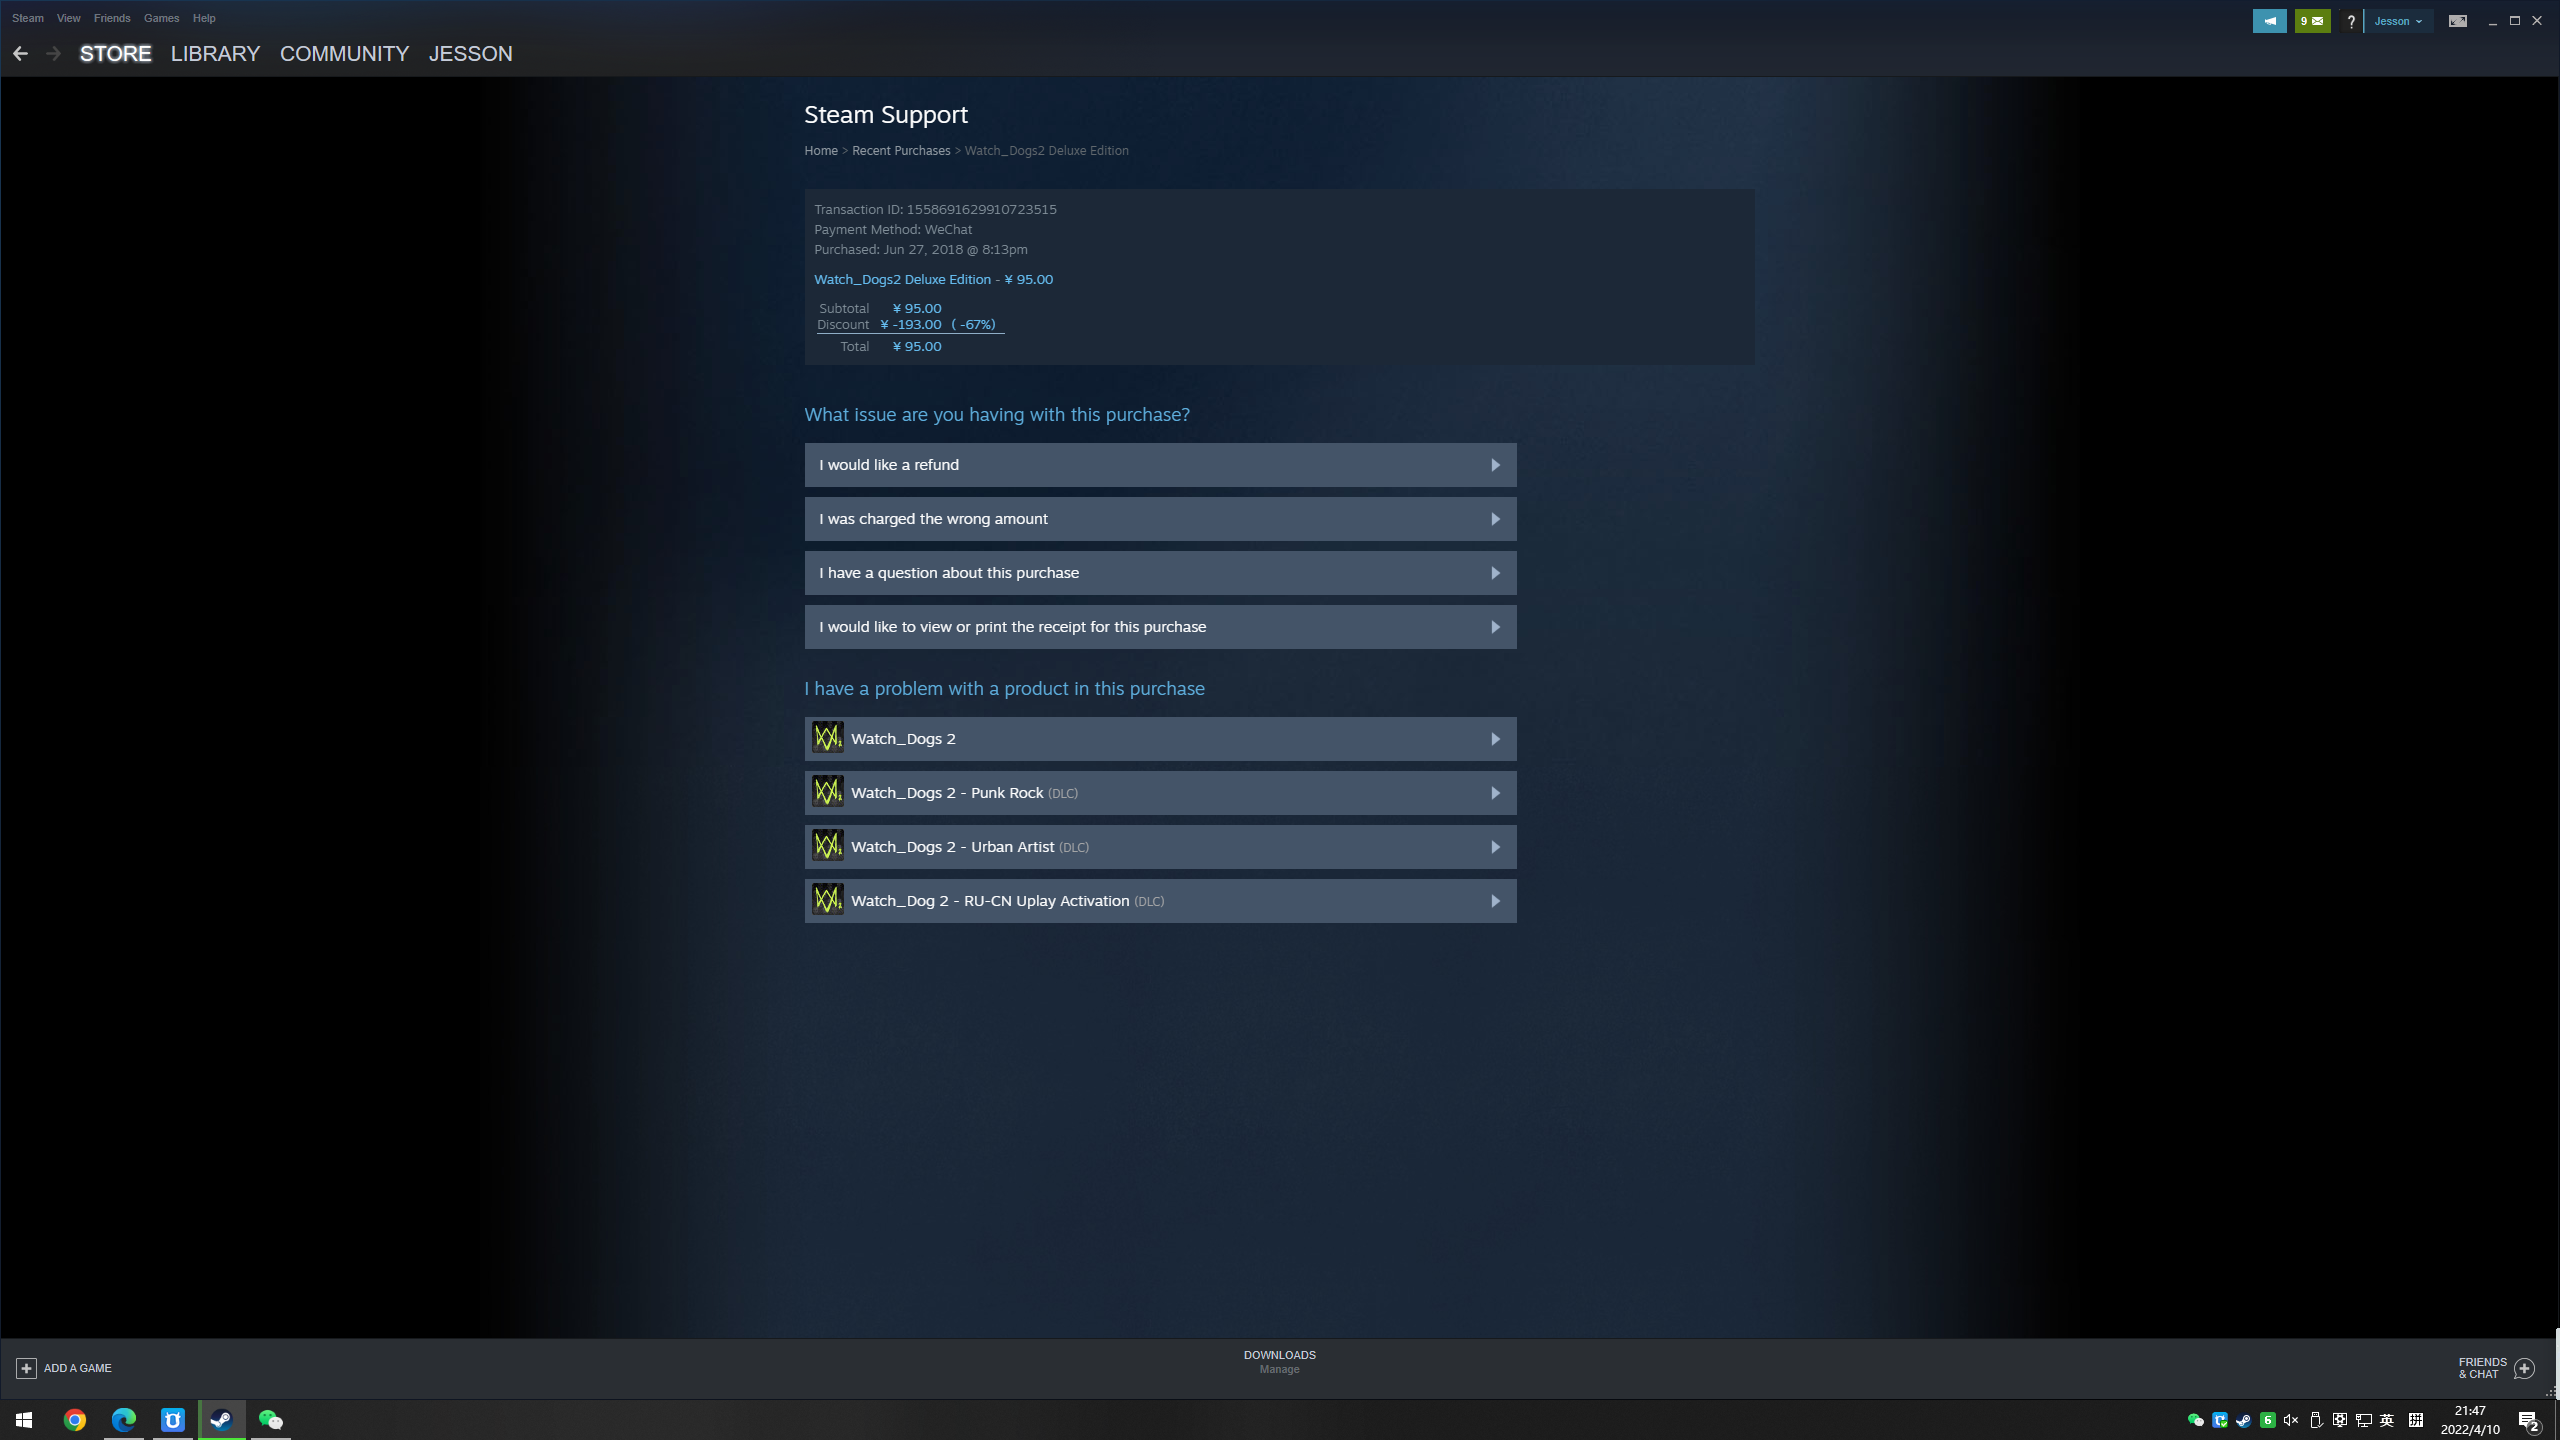 Steam View Friends Games Help
9 ? Jesson
STORE LIBRARY COMMUNITY JESSON
Steam Support
Home > Recent Purchases > Watch_Dogs2 Deluxe Edition
Transaction ID: 1558691629910723515
Payment Method: WeChat
Purchased: Jun 27, 2018 @ 8:13pm
Watch_Dogs2 Deluxe Edition - ¥ 95.00
Subtotal ¥ 95.00
Discount ¥ -193.00 ( -67%)
Total ¥ 95.00
What issue are you having with this purchase?
I would like a refund
I was charged the wrong amount
I have a question about this purchase
I would like to view or print the receipt for this purchase
I have a problem with a product in this purchase
Watch_Dogs 2
Watch_Dogs 2 - Punk Rock (DLC)
Watch_Dogs 2 - Urban Artist (DLC)
Watch_Dog 2 - RU-CN Uplay Activation (DLC)
ADD A GAME
DOWNLOADS
Manage
FRIENDS
& CHAT
6 英 拼
21:47
2022/4/10
2